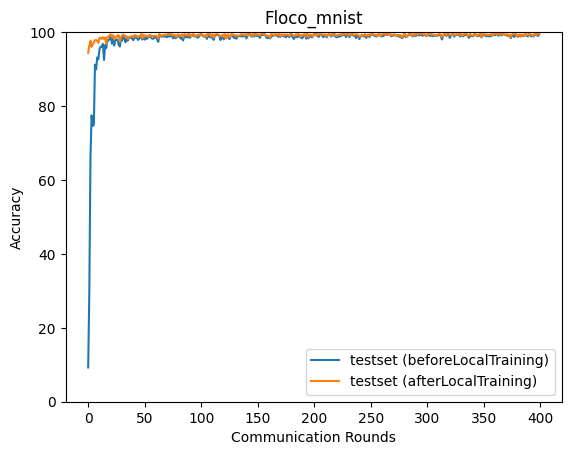 Floco_mnist
Accuracy
100
80
60
40
20
0
testset (beforeLocalTraining)
testset (afterLocalTraining)
0 50 100 150 200 250 300 350 400
Communication Rounds